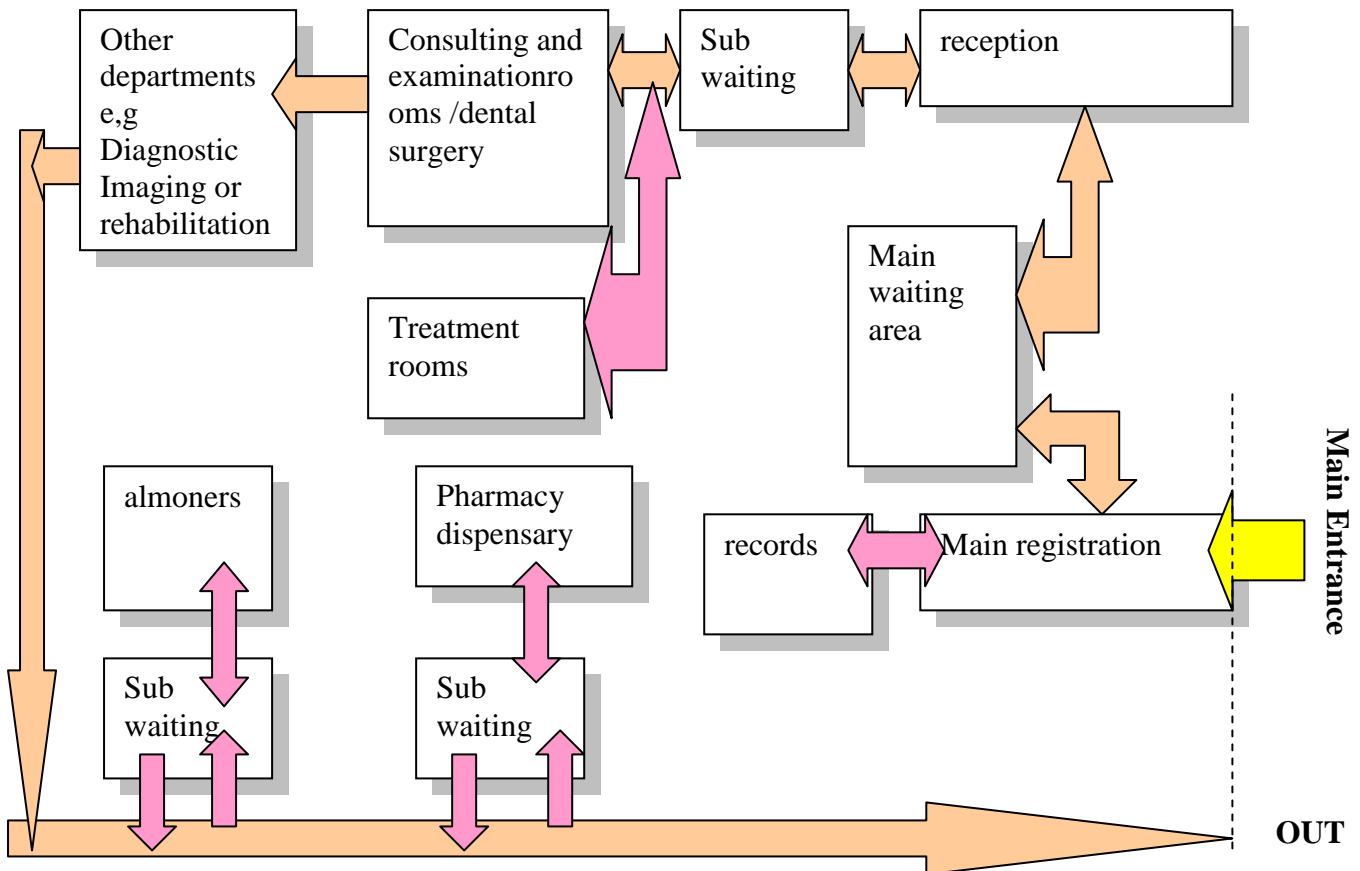 Other
departments
e,g
Diagnostic
Imaging or
rehabilitation
Consulting and
examinationro
oms /dental
surgery
Sub
waiting
reception
Treatment
rooms
Main
waiting
area
almoners
Pharmacy
dispensary
records
Main registration
Main Entrance
Sub
waiting
Sub
waiting
OUT